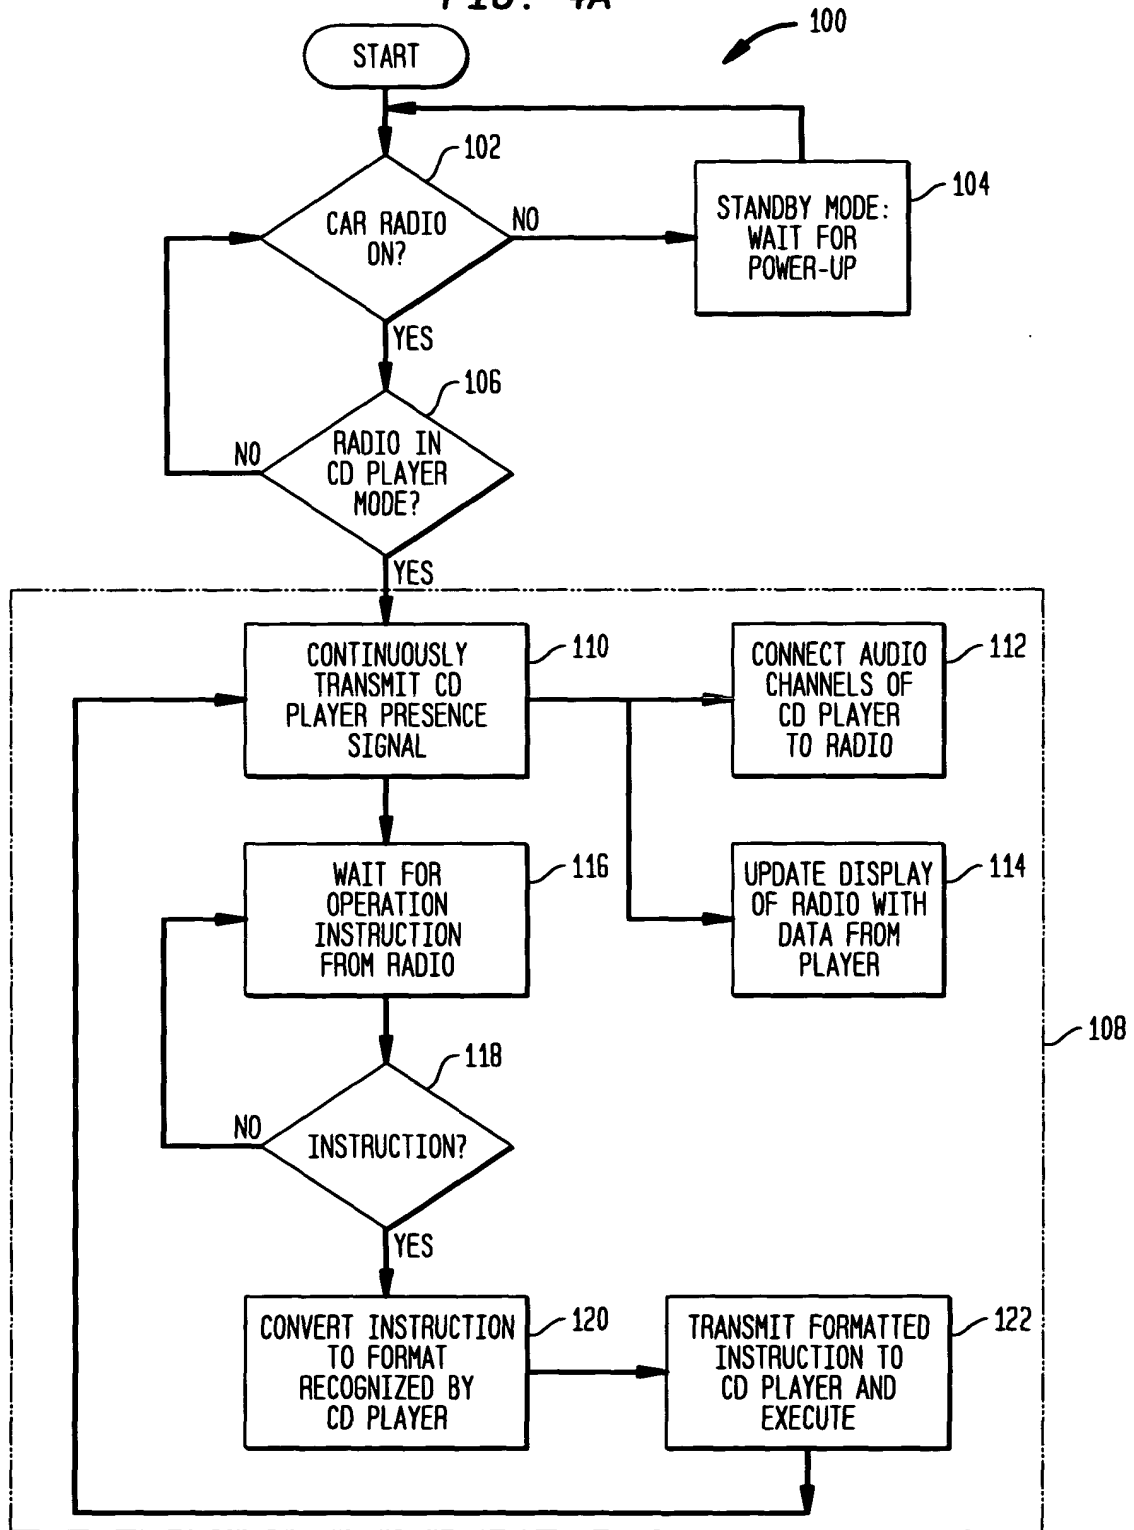 FIG. 4A
100
START
102
CAR RADIO
ON?
NO
104
STANDBY MODE:
WAIT FOR
POWER-UP
YES
106
RADIO IN
CD PLAYER
MODE?
NO
YES
108
110
CONTINUOUSLY
TRANSMIT CD
PLAYER PRESENCE
SIGNAL
112
CONNECT AUDIO
CHANNELS OF
CD PLAYER
TO RADIO
116
WAIT FOR
OPERATION
INSTRUCTION
FROM RADIO
114
UPDATE DISPLAY
OF RADIO WITH
DATA FROM
PLAYER
118
INSTRUCTION?
NO
YES
120
CONVERT INSTRUCTION
TO FORMAT
RECOGNIZED BY
CD PLAYER
122
TRANSMIT FORMATTED
INSTRUCTION TO
CD PLAYER AND
EXECUTE